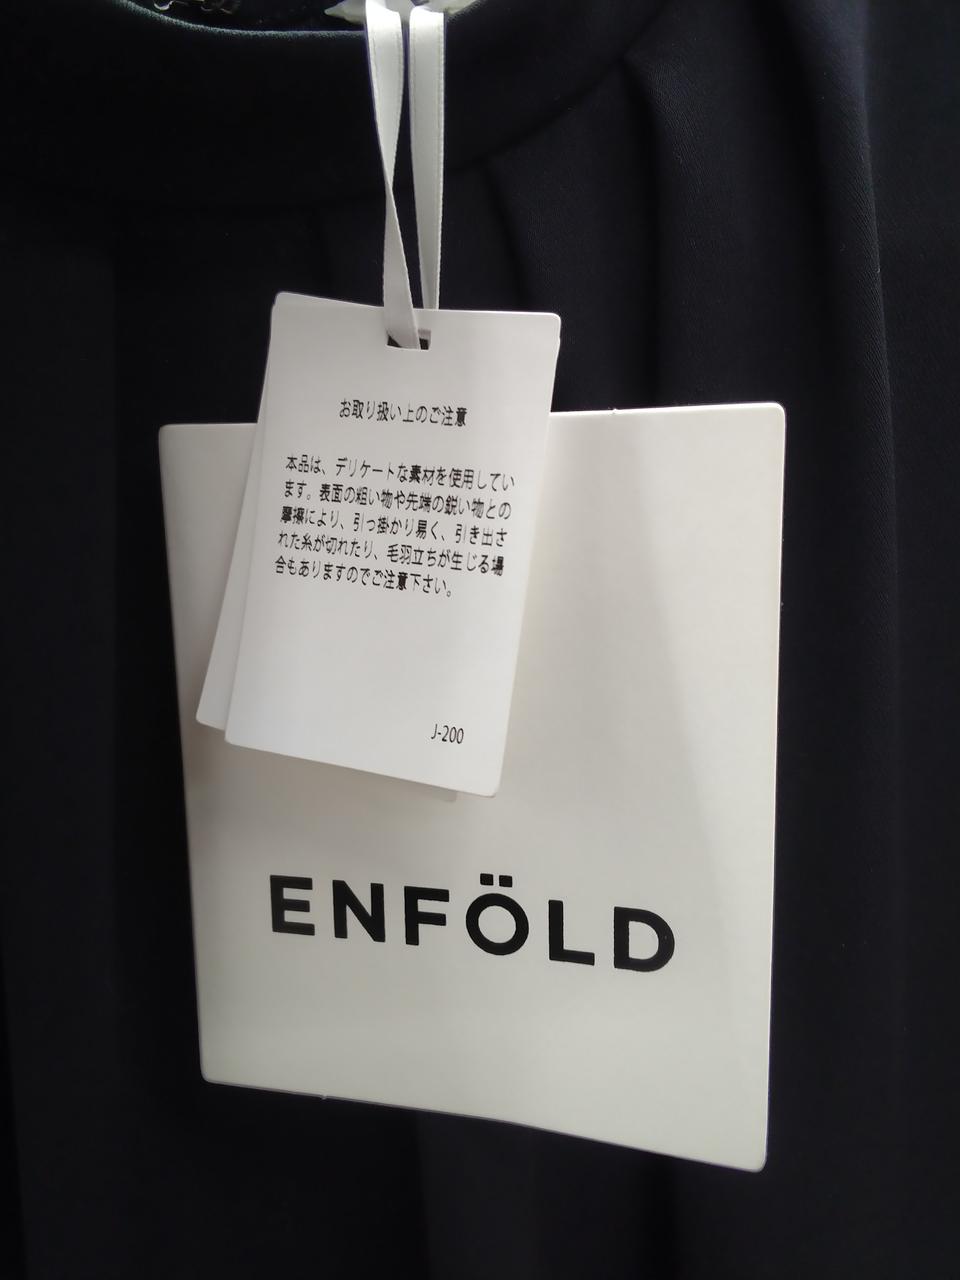 お取り扱い上のご注意
本品は、デリケートな素材を使用してい
ます。表面の粗い物や先端の鋭い物との
摩擦により、引っ掛かり易く、引き出さ
れた糸が切れたり、毛羽立ちが生じる場
合もありますのでご注意下さい。
J-200
ENFÖLD